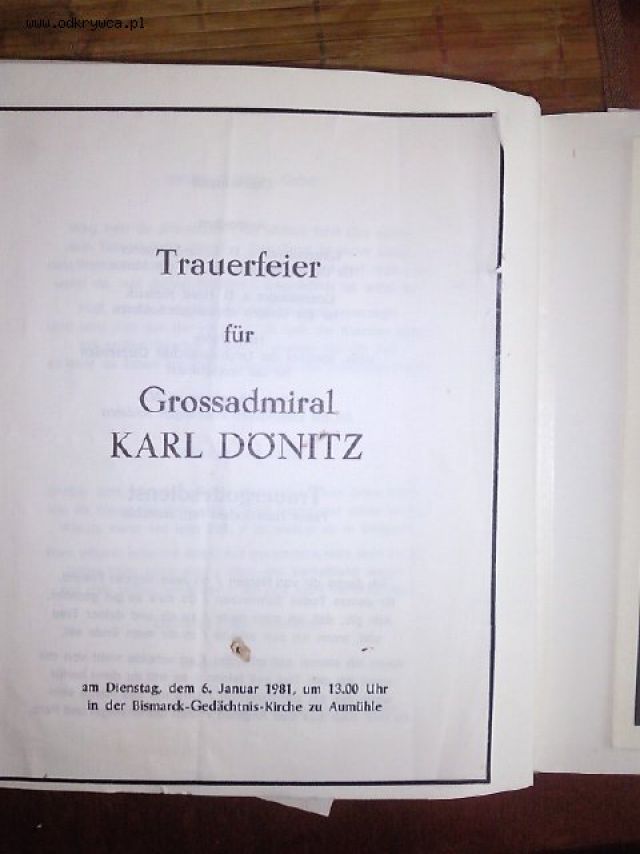 www.odkrywca.pl
Trauerfeier
für
Grossadmiral
KARL DÖNITZ
Trauergottesdienst
am Dienstag, dem 6. Januar 1981, um 13.00 Uhr
in der Bismarck-Gedächtnis-Kirche zu Aumühle